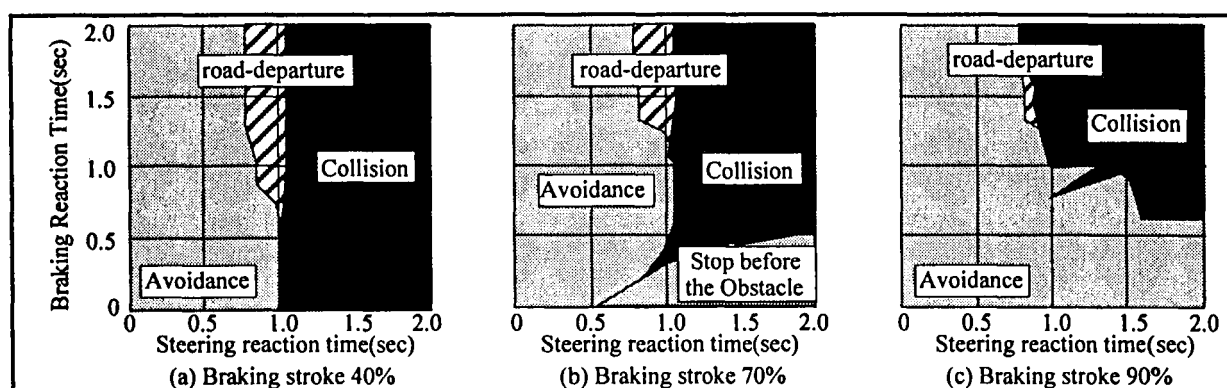 Braking Reaction Time(sec)
2.0
1.5
1.0
0.5
0
road-departure
Collision
Avoidance
0 0.5 1.0 1.5 2.0
Steering reaction time(sec)
(a) Braking stroke 40%
road-departure
Avoidance
Collision
Stop before
the Obstacle
0 0.5 1.0 1.5 2.0
Steering reaction time(sec)
(b) Braking stroke 70%
road-departure
Collision
Avoidance
0 0.5 1.0 1.5 2.0
Steering reaction time(sec)
(c) Braking stroke 90%